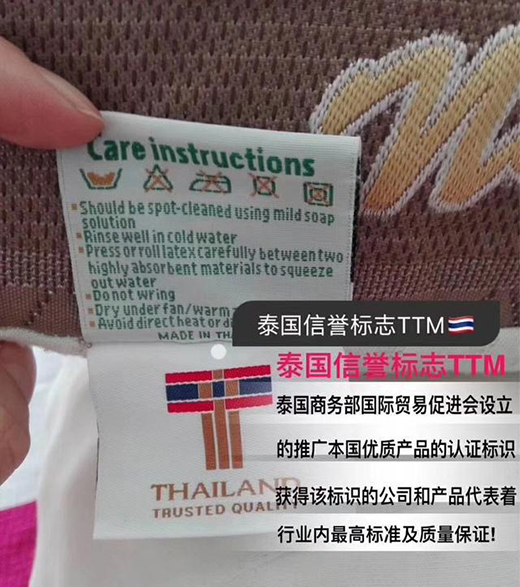 Care instructions
Should be spot-cleaned using mild soap
solution
Rinse well in cold water
Press or roll latex carefully between two
highly absorbent materials to squeeze
out water
Do not wring
Dry under fan/warm
Avoid direct heat or
MADE IN
泰国信誉标志TTM🇹🇭
泰国信誉标志TTM
泰国商务部国际贸易促进会设立
的推广本国优质产品的认证标识
获得该标识的公司和产品代表着
行业内最高标准及质量保证!
THAILAND
TRUSTED QUALITY